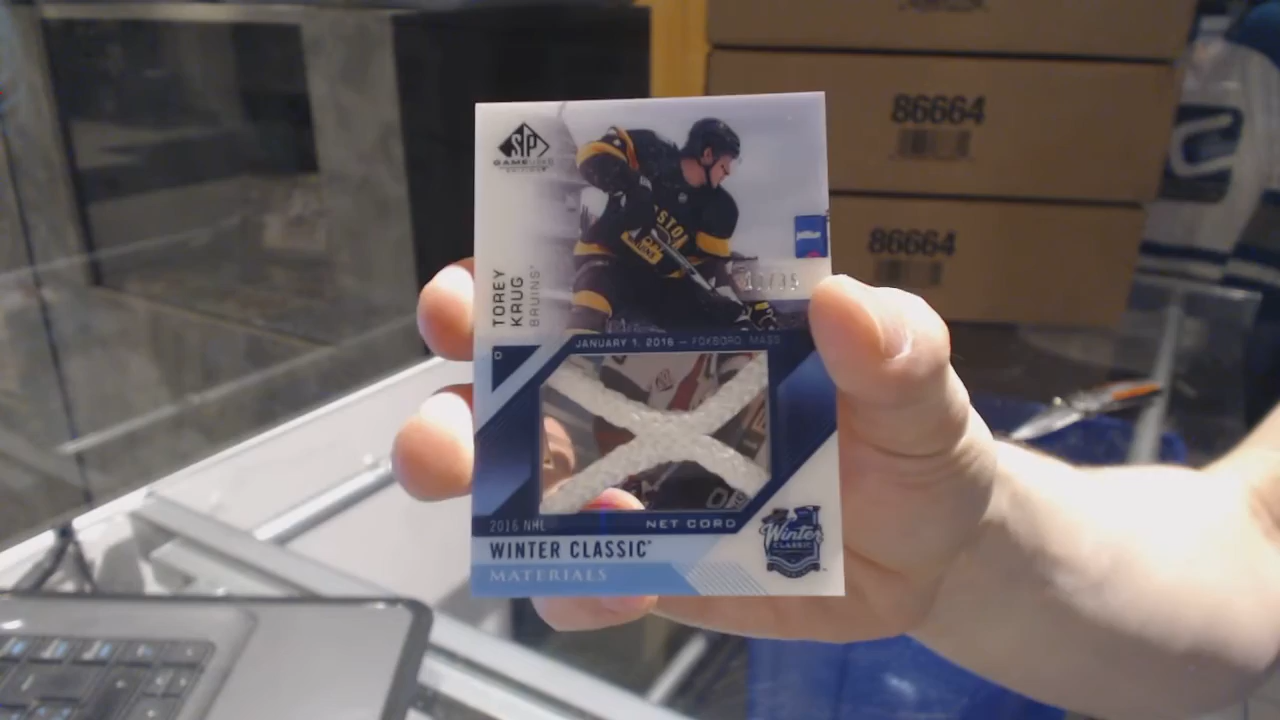 86664
86664
SP
GAME USED
EDITION
TOREY
KRUG
BRUINS
/35
JANUARY 1, 2016 — FOXBORO, MASS
D
2016 NHL
NET CORD
WINTER CLASSIC
MATERIALS
Winter
CLASSIC